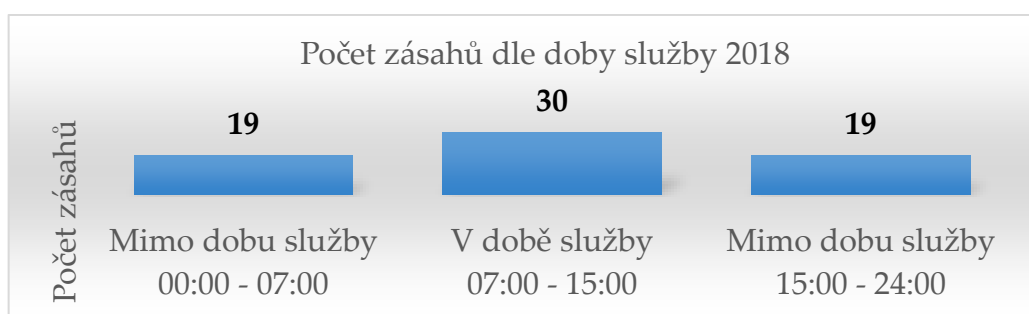 Počet zásahů dle doby služby 2018
Počet zásahů
19
30
19
Mimo dobu služby
00:00 - 07:00
V době služby
07:00 - 15:00
Mimo dobu služby
15:00 - 24:00